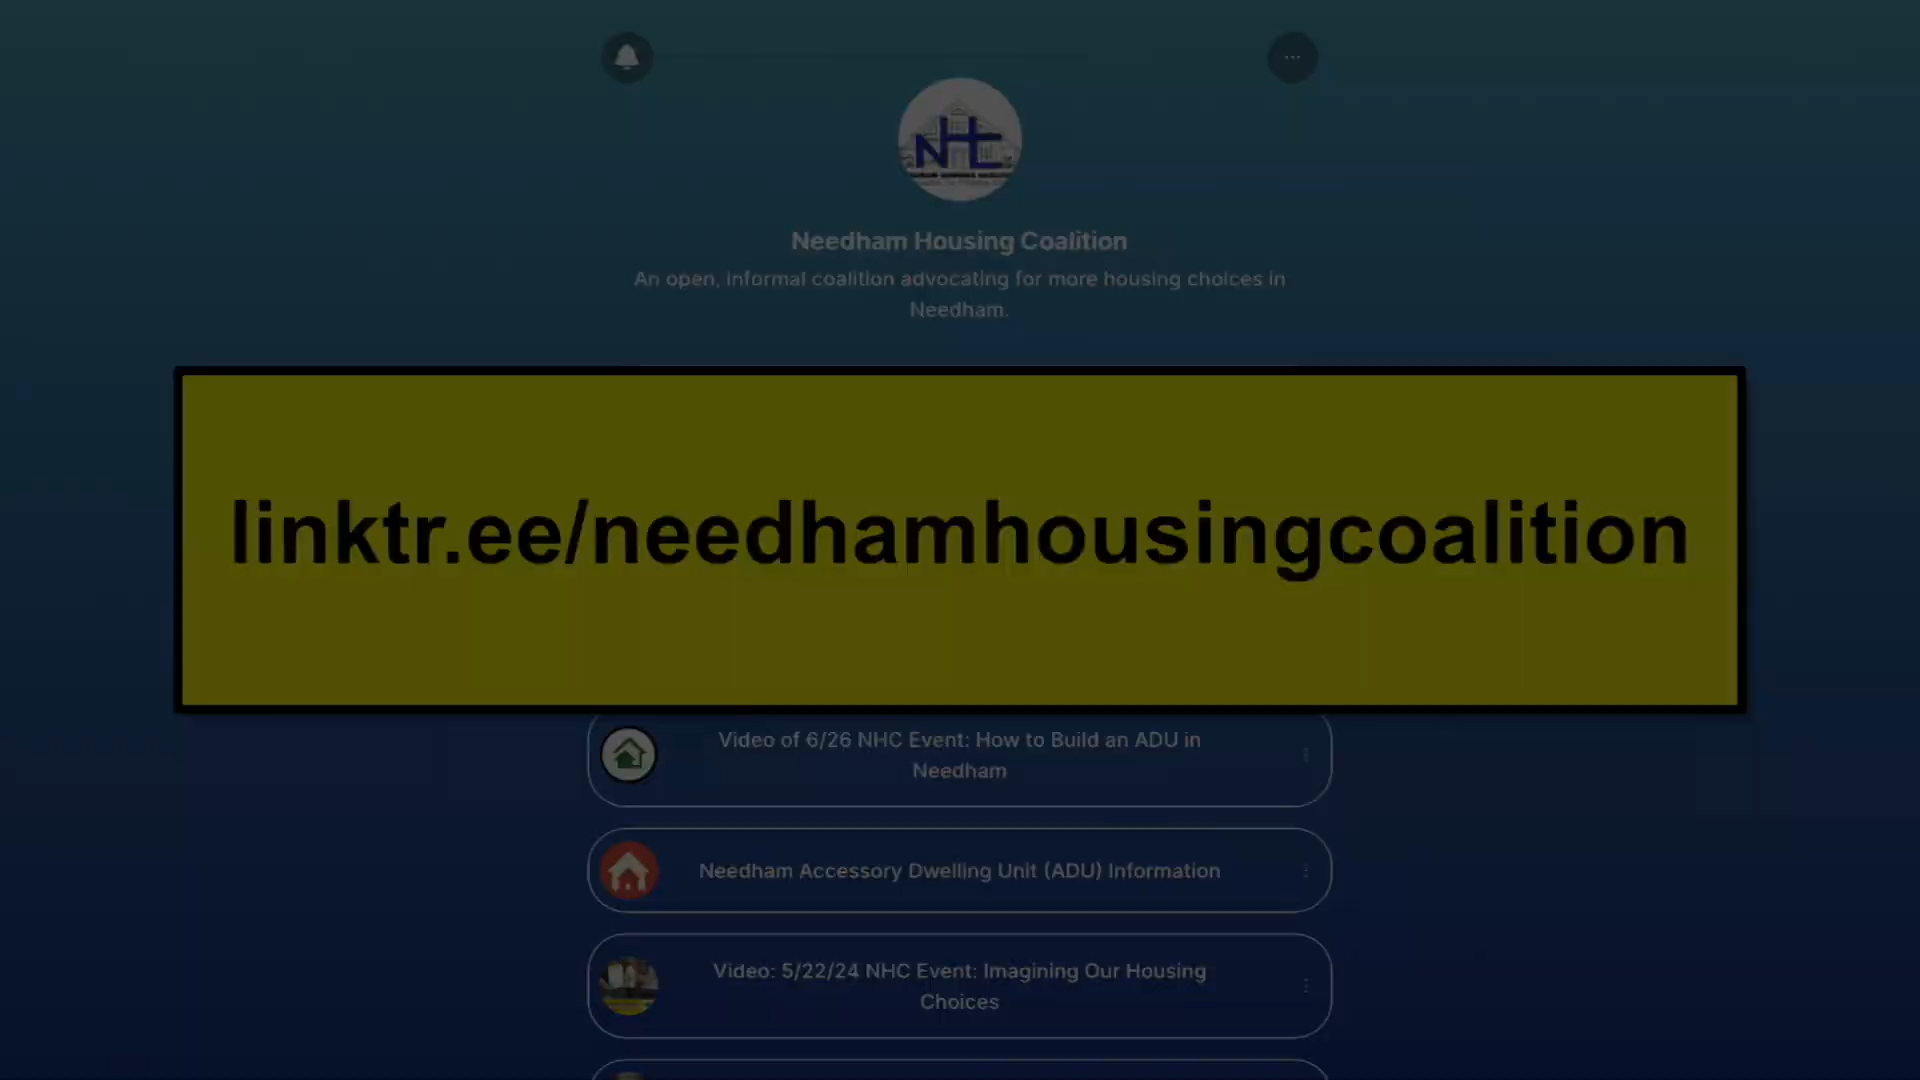 NHC
Needham Housing Coalition
An open, informal coalition advocating for more housing choices in
Needham.
linktr.ee/needhamhousingcoalition
Video of 6/26 NHC Event: How to Build an ADU in
Needham
Needham Accessory Dwelling Unit (ADU) Information
Video: 5/22/24 NHC Event: Imagining Our Housing
Choices